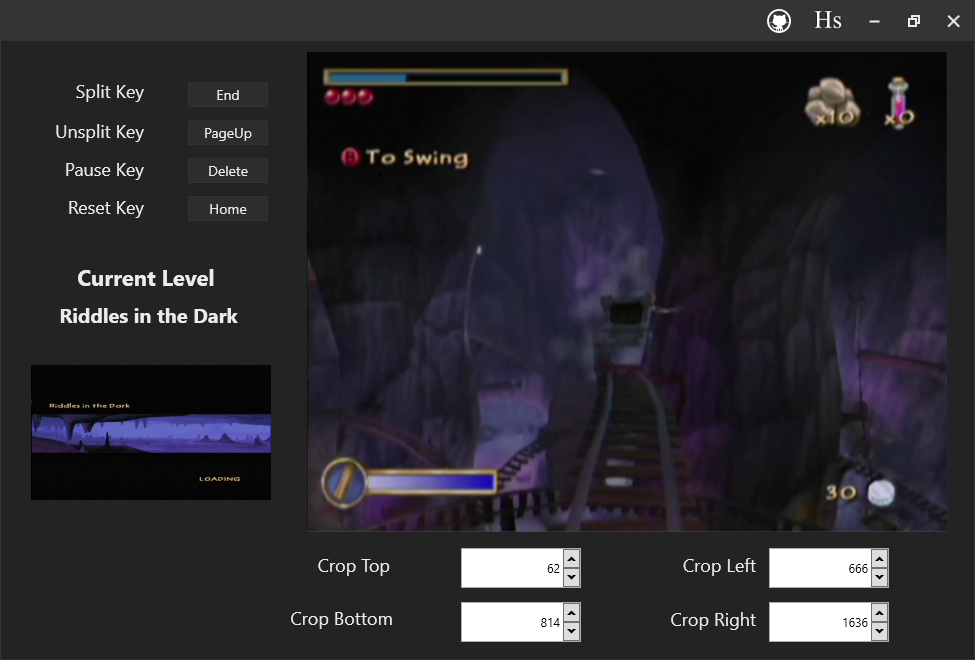 Hs
Split Key
End
Unsplit Key
PageUp
Pause Key
Delete
Reset Key
Home
Current Level
Riddles in the Dark
Riddles in the Dark
LOADING
x10
x0
B To Swing
30
Crop Top
62
Crop Left
666
Crop Bottom
814
Crop Right
1636